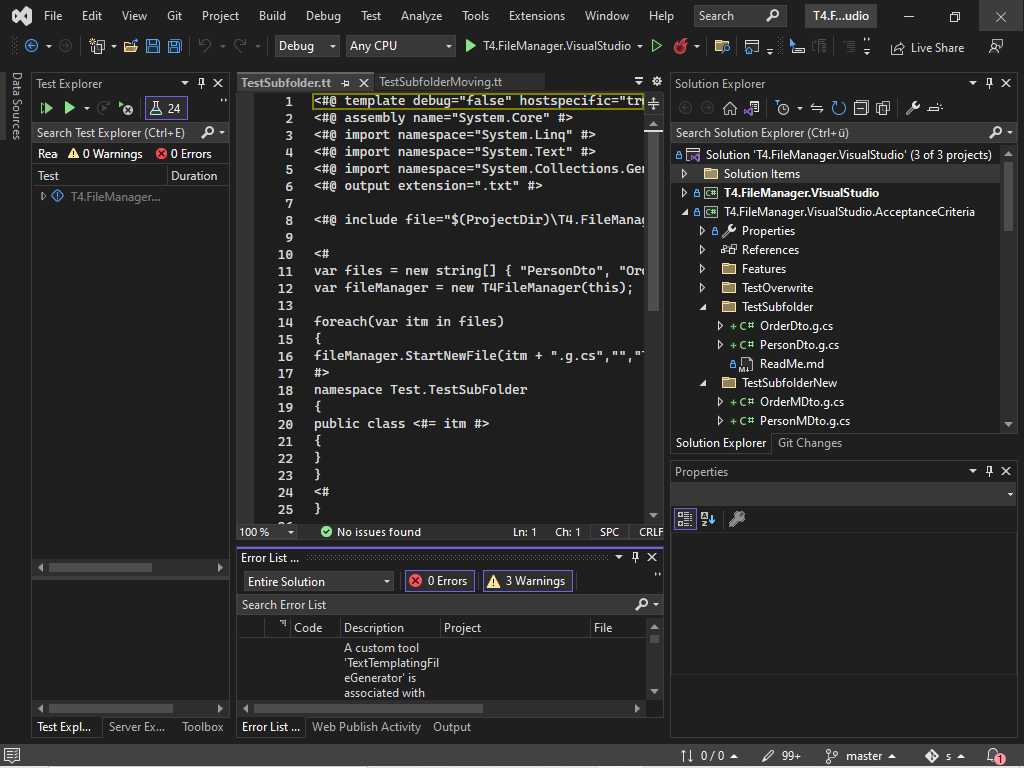 File Edit View Git Project Build Debug Test Analyze Tools Extensions Window Help Search T4.F...udio
Debug Any CPU T4.FileManager.VisualStudio Live Share
Data Sources
Test Explorer
24
Search Test Explorer (Ctrl+E)
Rea 0 Warnings 0 Errors
Test Duration
T4.FileManager...
TestSubfolder.tt TestSubfolderMoving.tt
1 <#@ template debug="false" hostspecific="tr
2 <#@ assembly name="System.Core" #>
3 <#@ import namespace="System.Linq" #>
4 <#@ import namespace="System.Text" #>
5 <#@ import namespace="System.Collections.Gen
6 <#@ output extension=".txt" #>
7
8 <#@ include file="$(ProjectDir)\T4.FileManag
9
10 <#
11 var files = new string[] { "PersonDto", "Or
12 var fileManager = new T4FileManager(this);
13
14 foreach(var itm in files)
15 {
16 fileManager.StartNewFile(itm + ".g.cs","","T
17 #>
18 namespace Test.TestSubFolder
19 {
20 public class <#= itm #>
21 {
22 }
23 }
24 <#
25 }
100 % No issues found Ln: 1 Ch: 1 SPC CRLF
Error List ...
Entire Solution 0 Errors 3 Warnings
Search Error List
Code Description Project File
A custom tool
'TextTemplatingFil
eGenerator' is
associated with
Solution Explorer
Search Solution Explorer (Ctrl+ü)
Solution 'T4.FileManager.VisualStudio' (3 of 3 projects)
Solution Items
T4.FileManager.VisualStudio
T4.FileManager.VisualStudio.AcceptanceCriteria
Properties
References
Features
TestOverwrite
TestSubfolder
OrderDto.g.cs
PersonDto.g.cs
ReadMe.md
TestSubfolderNew
OrderMDto.g.cs
PersonMDto.g.cs
Solution Explorer Git Changes
Properties
Test Expl... Server Ex... Toolbox Error List ... Web Publish Activity Output
0 / 0 99+ master s 1